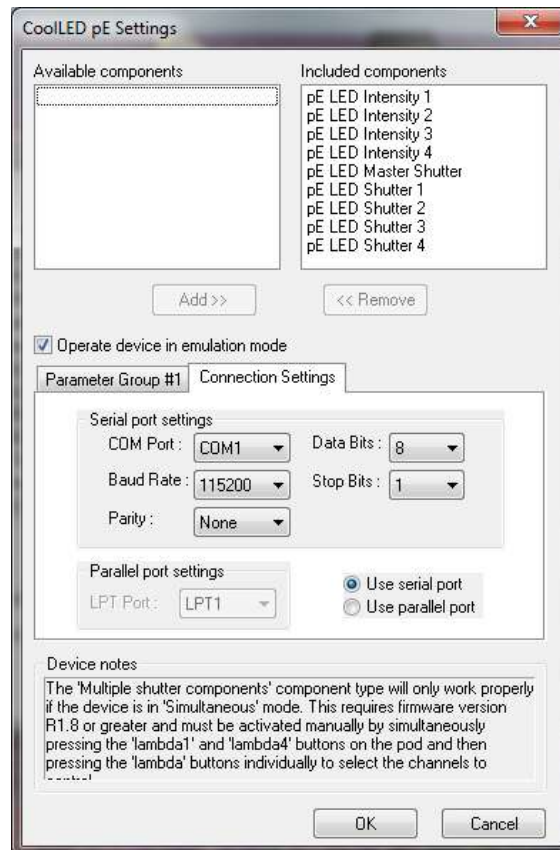 CoolLED pE Settings
x
Available components
Included components
pE LED Intensity 1
pE LED Intensity 2
pE LED Intensity 3
pE LED Intensity 4
pE LED Master Shutter
pE LED Shutter 1
pE LED Shutter 2
pE LED Shutter 3
pE LED Shutter 4
Add >>
<< Remove
Operate device in emulation mode
Parameter Group #1
Connection Settings
Serial port settings
COM Port : COM1
Data Bits : 8
Baud Rate : 115200
Stop Bits : 1
Parity : None
Parallel port settings
LPT Port : LPT1
Use serial port
Use parallel port
Device notes
The 'Multiple shutter components' component type will only work properly
if the device is in 'Simultaneous' mode. This requires firmware version
R1.8 or greater and must be activated manually by simultaneously
pressing the 'lambda1' and 'lambda4' buttons on the pod and then
pressing the 'lambda' buttons individually to select the channels to
OK
Cancel